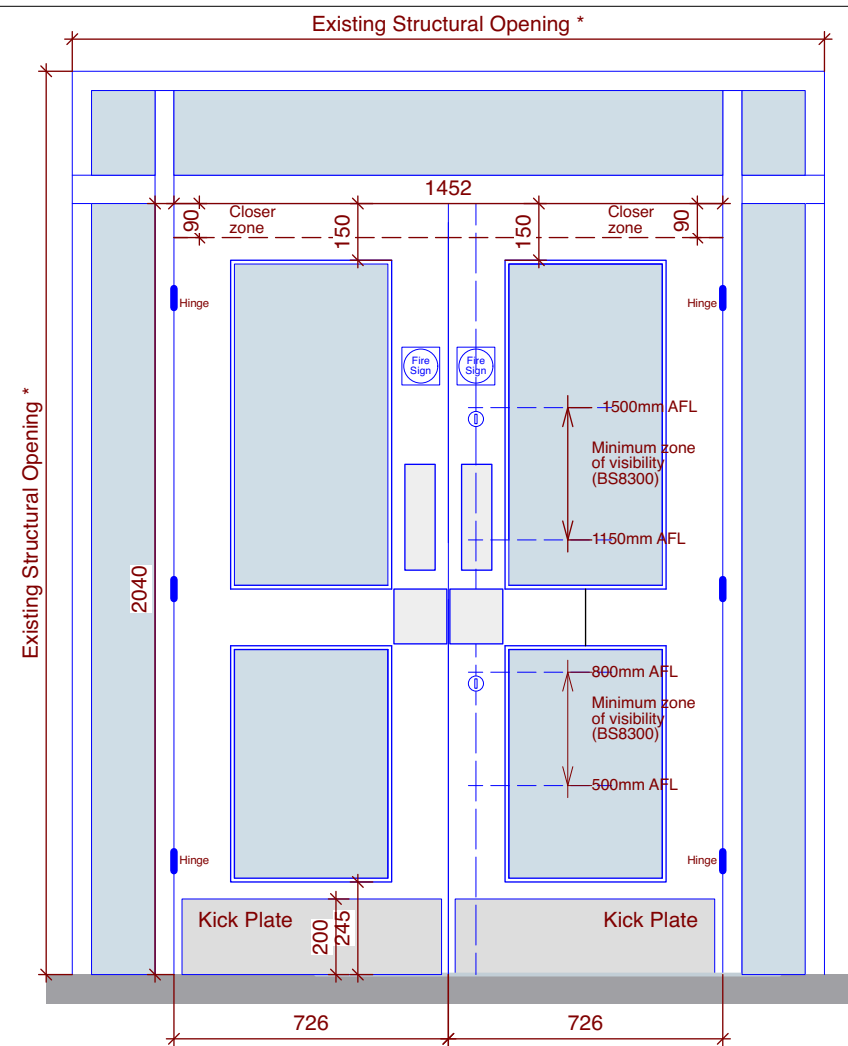 Existing Structural Opening *
1452
90
Closer
zone
150
150
Closer
zone
90
Hinge
Hinge
Fire
Sign
Fire
Sign
1500mm AFL
Minimum zone
of visibility
(BS8300)
1150mm AFL
Existing Structural Opening *
2040
800mm AFL
Minimum zone
of visibility
(BS8300)
500mm AFL
Hinge
Hinge
Kick Plate
200
245
Kick Plate
726
726